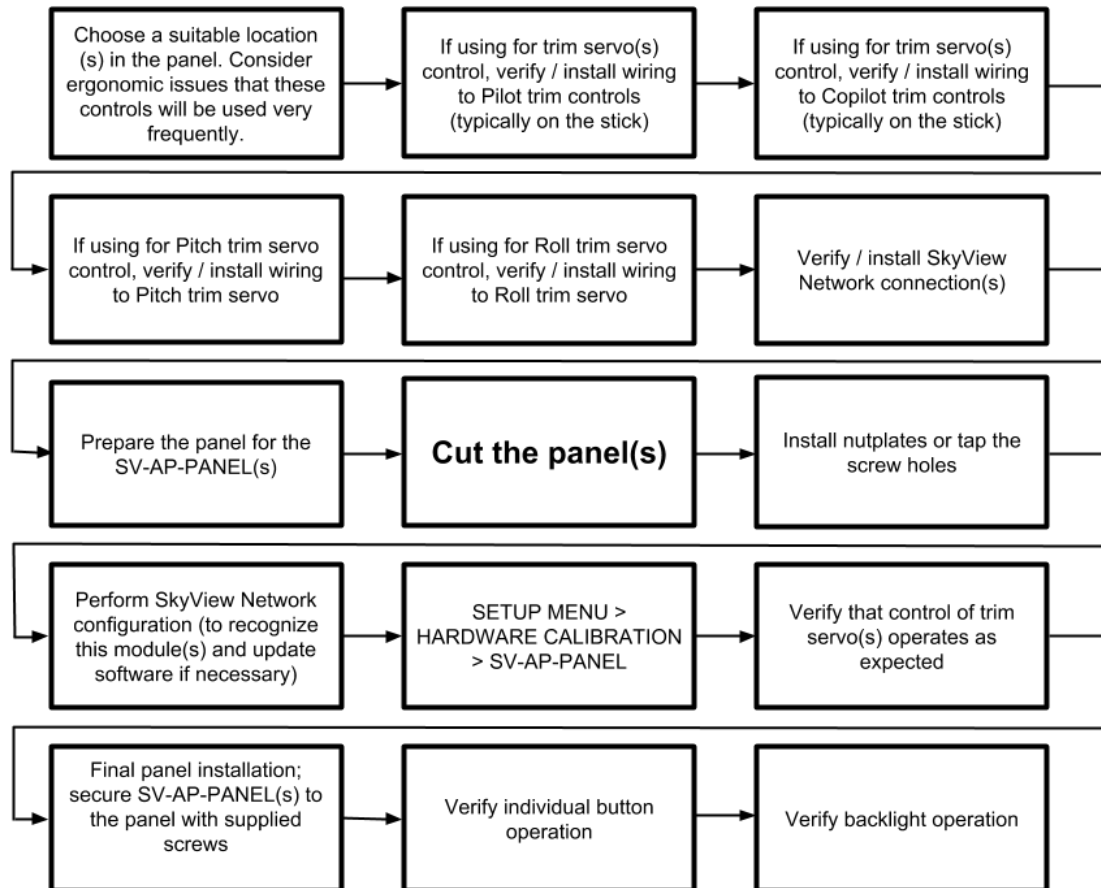 Choose a suitable location
(s) in the panel. Consider
ergonomic issues that these
controls will be used very
frequently.
If using for trim servo(s)
control, verify / install wiring
to Pilot trim controls
(typically on the stick)
If using for trim servo(s)
control, verify / install wiring
to Copilot trim controls
(typically on the stick)
If using for Pitch trim servo
control, verify / install wiring
to Pitch trim servo
If using for Roll trim servo
control, verify / install wiring
to Roll trim servo
Verify / install SkyView
Network connection(s)
Prepare the panel for the
SV-AP-PANEL(s)
Cut the panel(s)
Install nutplates or tap the
screw holes
Perform SkyView Network
configuration (to recognize
this module(s) and update
software if necessary)
SETUP MENU >
HARDWARE CALIBRATION
> SV-AP-PANEL
Verify that control of trim
servo(s) operates as
expected
Final panel installation;
secure SV-AP-PANEL(s) to
the panel with supplied
screws
Verify individual button
operation
Verify backlight operation